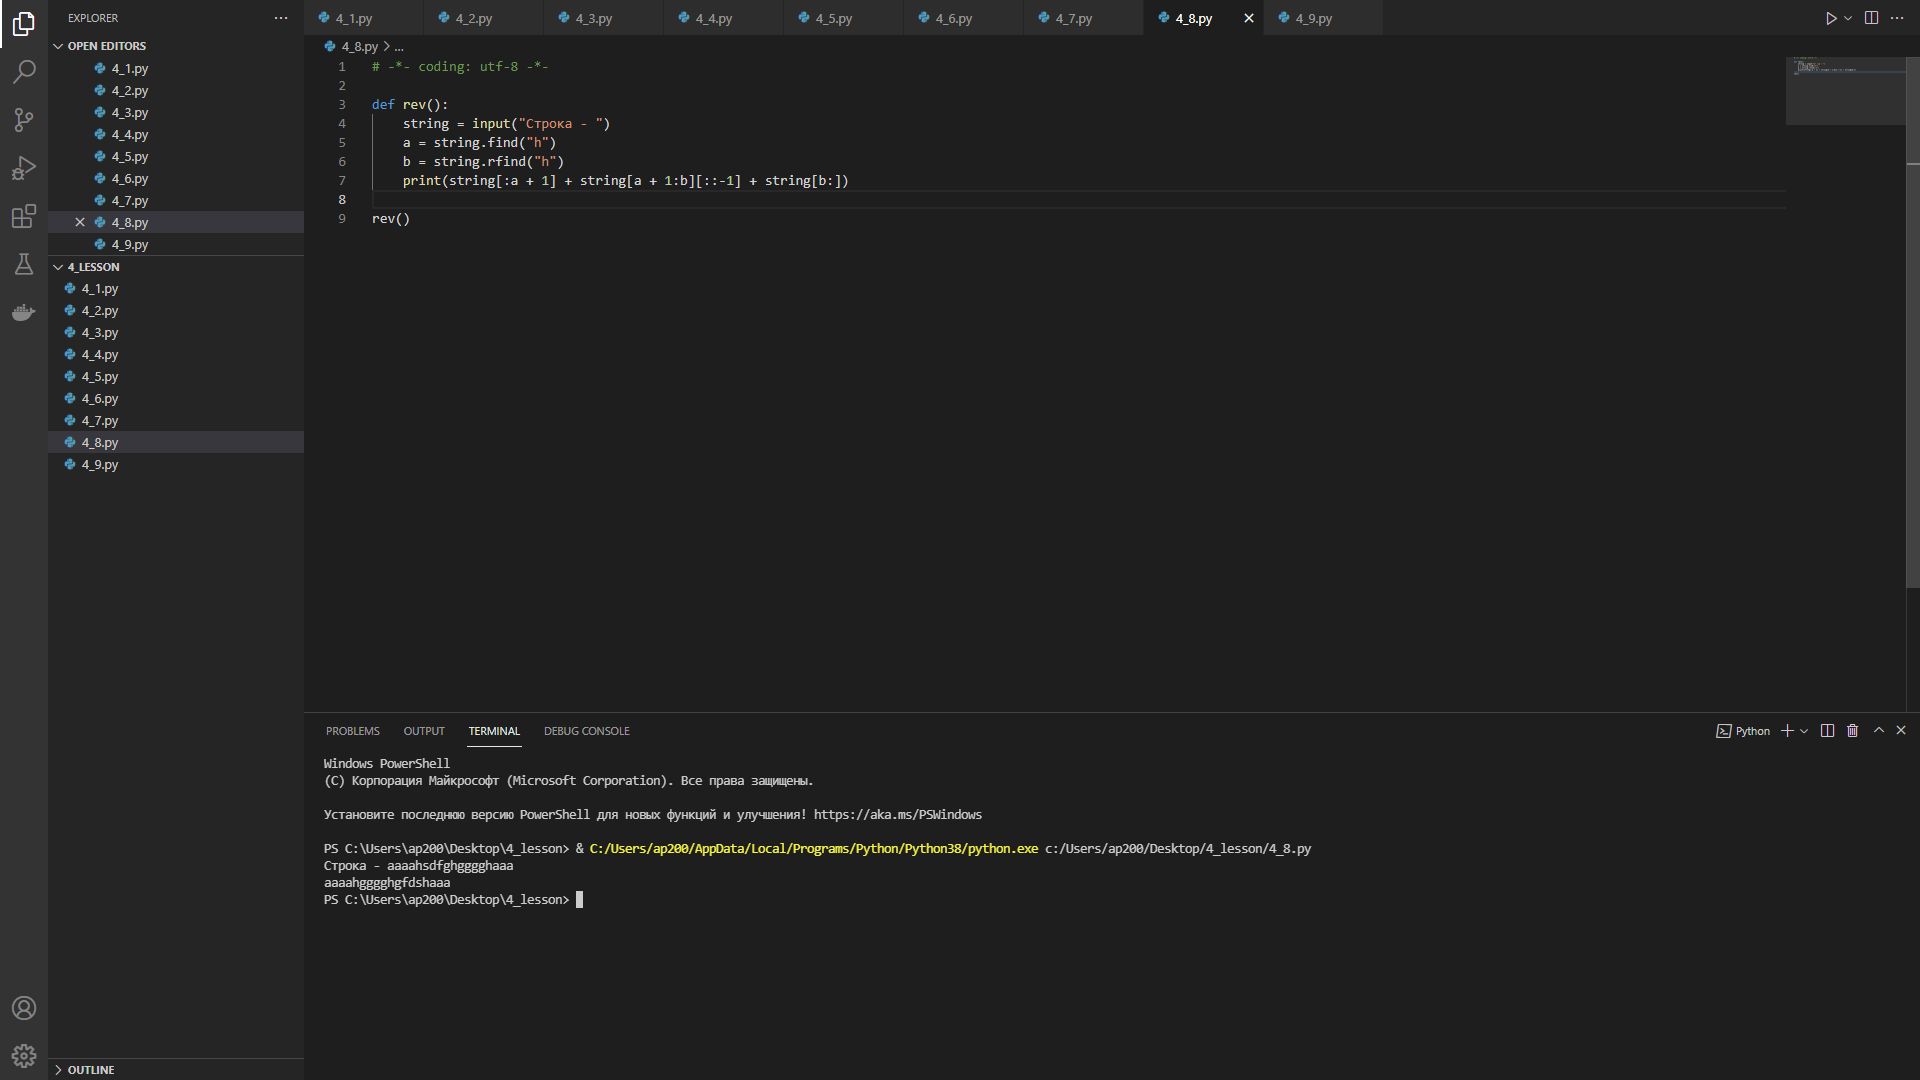 EXPLORER
OPEN EDITORS
4_1.py
4_2.py
4_3.py
4_4.py
4_5.py
4_6.py
4_7.py
4_8.py
4_9.py
4_LESSON
4_1.py
4_2.py
4_3.py
4_4.py
4_5.py
4_6.py
4_7.py
4_8.py
4_9.py
OUTLINE
4_1.py 4_2.py 4_3.py 4_4.py 4_5.py 4_6.py 4_7.py 4_8.py 4_9.py
4_8.py > ...
1 # -*- coding: utf-8 -*-
2
3 def rev():
4     string = input("Строка - ")
5     a = string.find("h")
6     b = string.rfind("h")
7     print(string[:a + 1] + string[a + 1:b][::-1] + string[b:])
8
9 rev()
PROBLEMS OUTPUT TERMINAL DEBUG CONSOLE Python
Windows PowerShell
(C) Корпорация Майкрософт (Microsoft Corporation). Все права защищены.
Установите последнюю версию PowerShell для новых функций и улучшения! https://aka.ms/PSWindows
PS C:\Users\ap200\Desktop\4_lesson> & C:/Users/ap200/AppData/Local/Programs/Python/Python38/python.exe c:/Users/ap200/Desktop/4_lesson/4_8.py
Строка - aaaahsdfghgggghaaa
aaaahgggghgfdshaaa
PS C:\Users\ap200\Desktop\4_lesson>